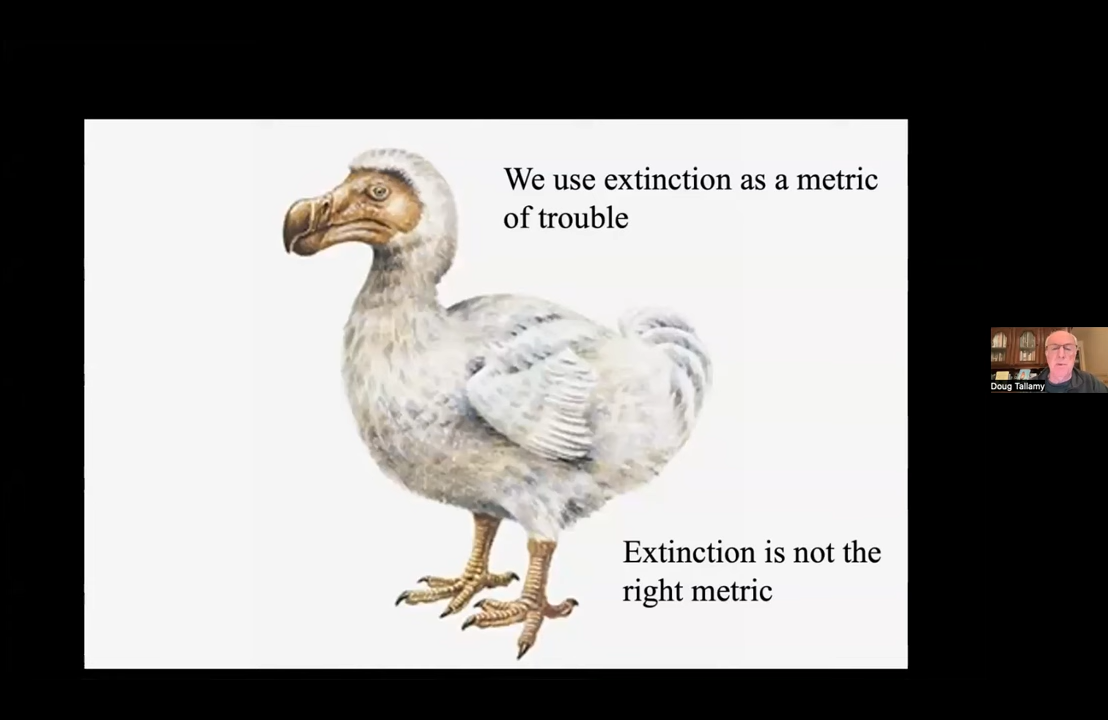 We use extinction as a metric
of trouble
Doug Tallamy
Extinction is not the
right metric